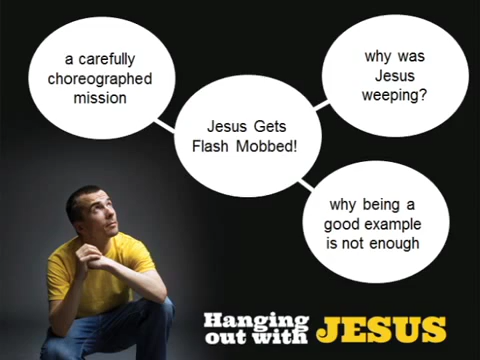 a carefully
choreographed
mission
why was
Jesus
weeping?
Jesus Gets
Flash Mobbed!
why being a
good example
is not enough
Hanging
out with JESUS